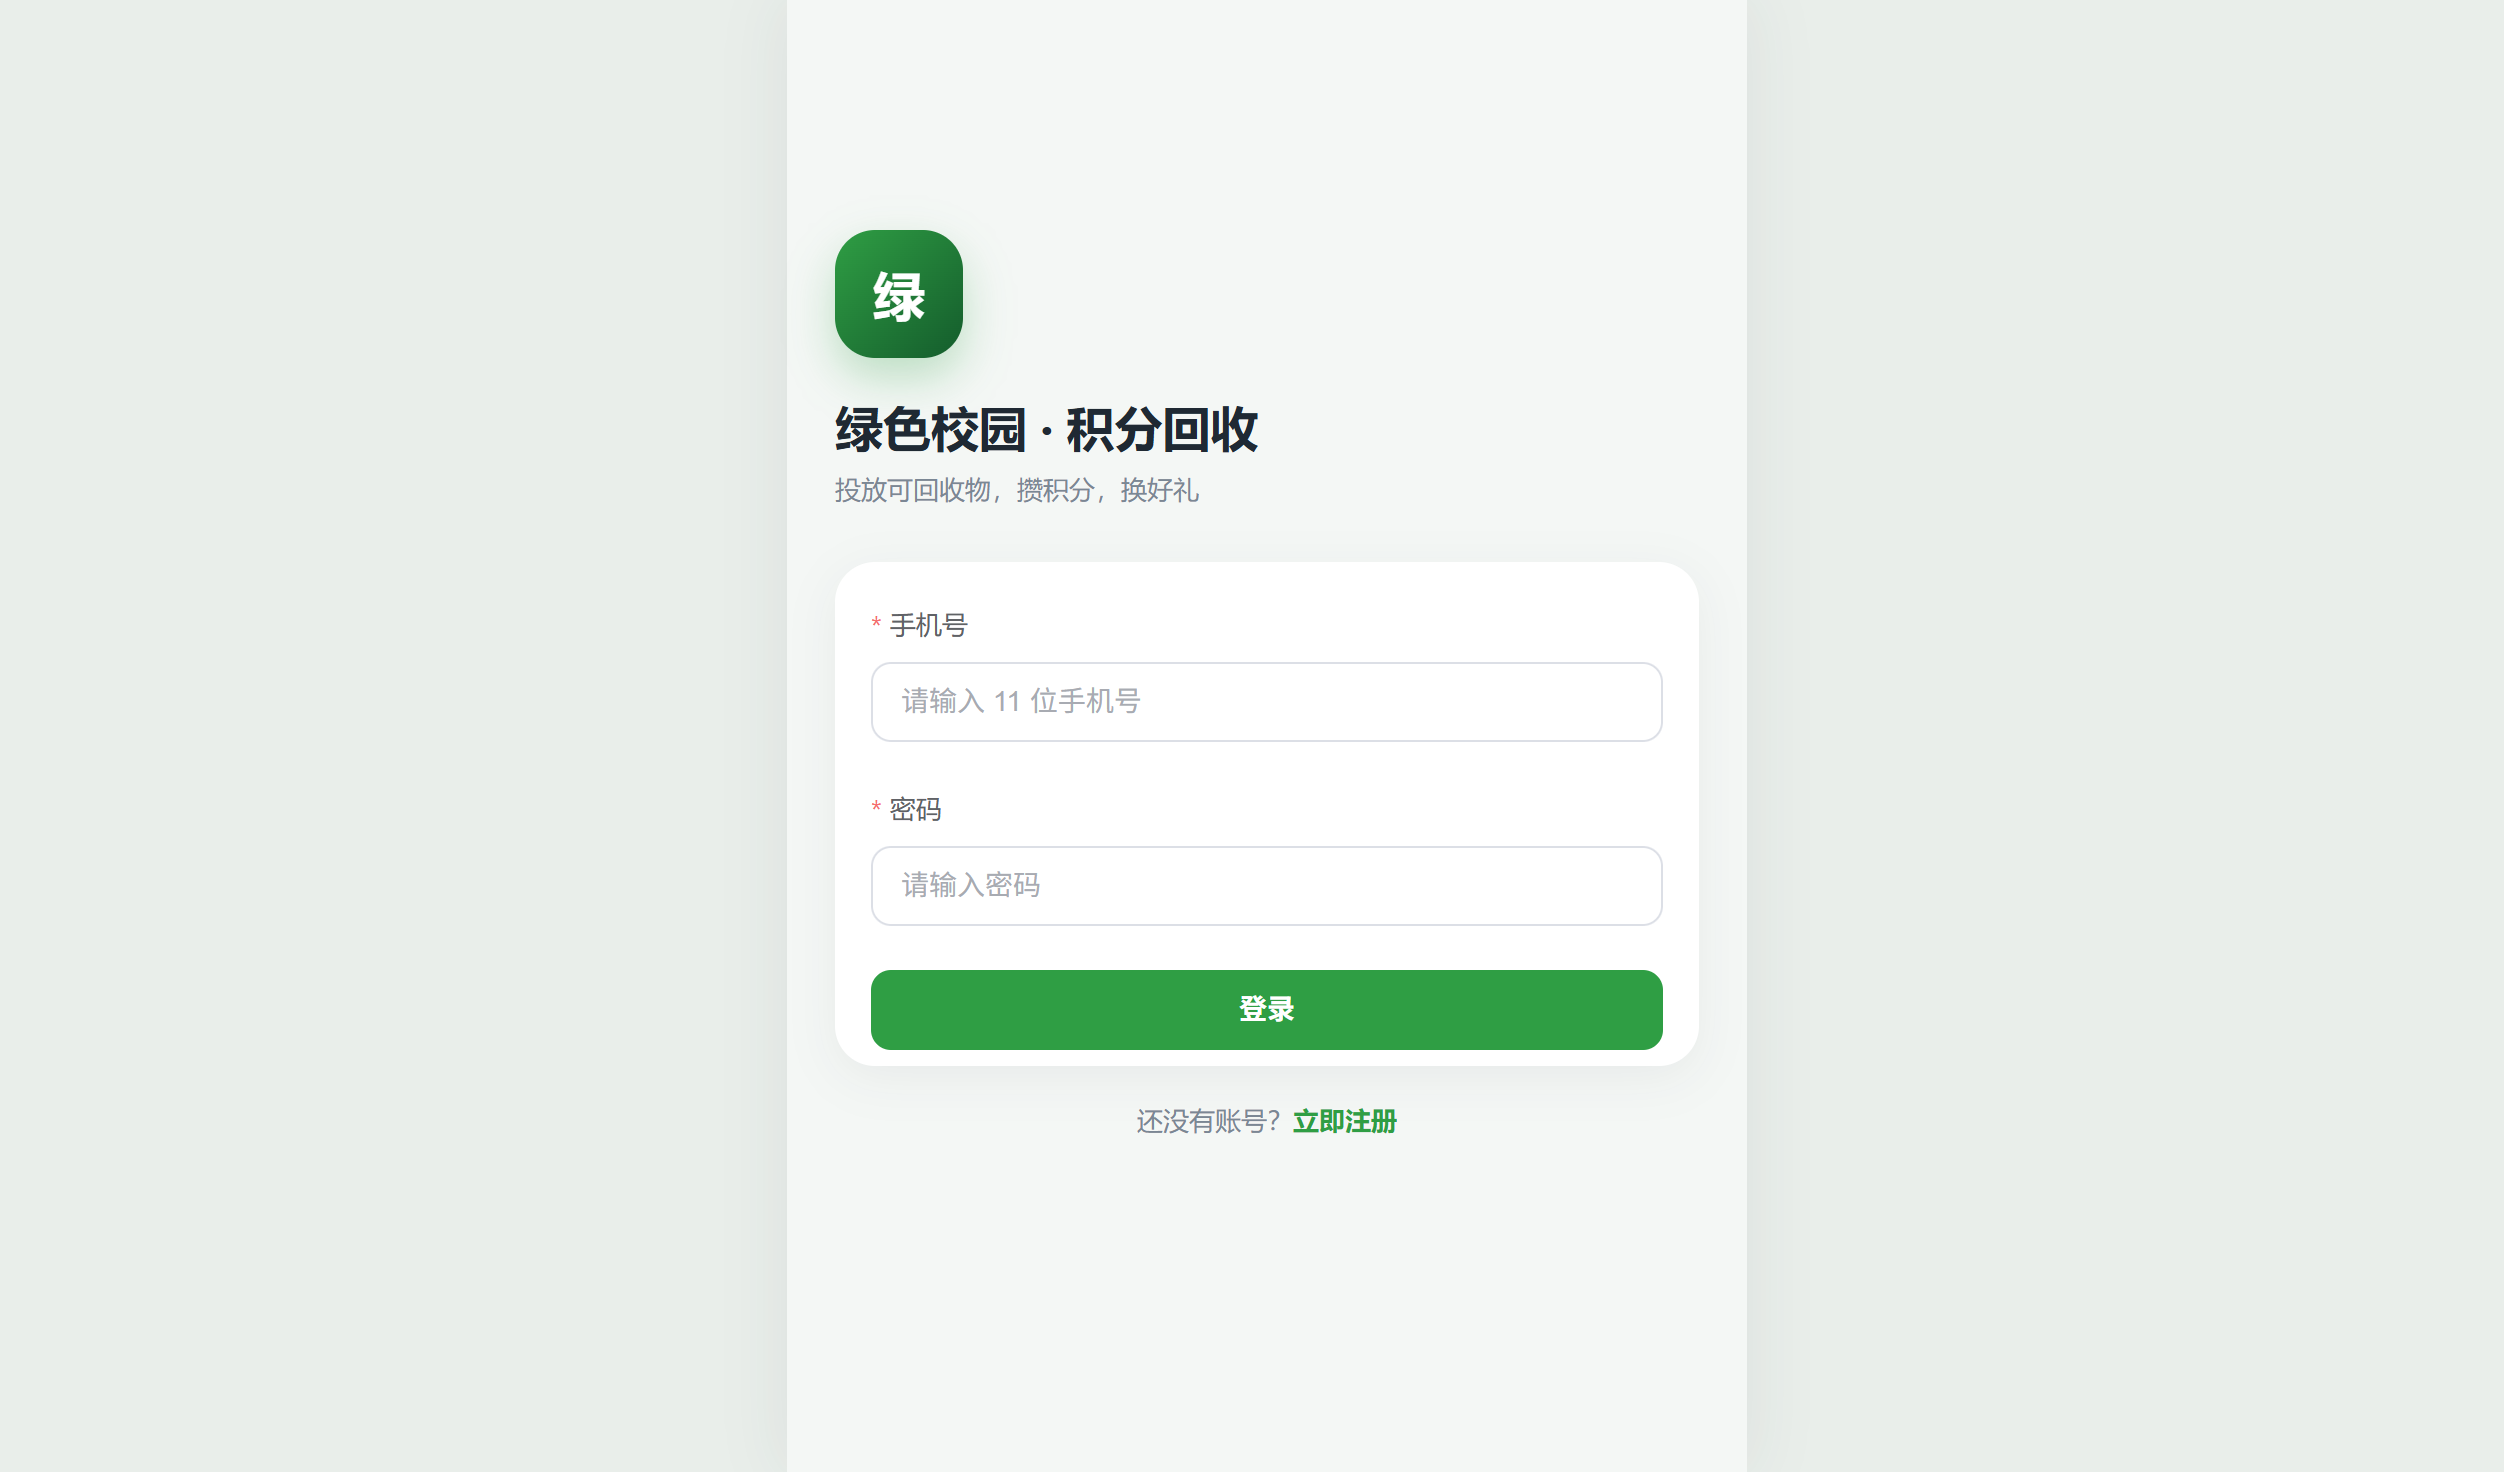 绿
绿色校园 · 积分回收
投放可回收物，攒积分，换好礼
* 手机号
请输入 11 位手机号
* 密码
请输入密码
登录
还没有账号？立即注册